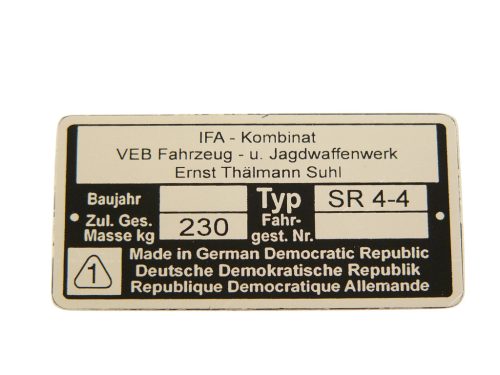 IFA - Kombinat
VEB Fahrzeug - u. Jagdwaffenwerk
Ernst Thälmann Suhl
Baujahr Typ SR 4-4
Zul. Ges. Masse kg 230 Fahr- gest. Nr.
1 Made in German Democratic Republic
Deutsche Demokratische Republik
Republique Democratique Allemande